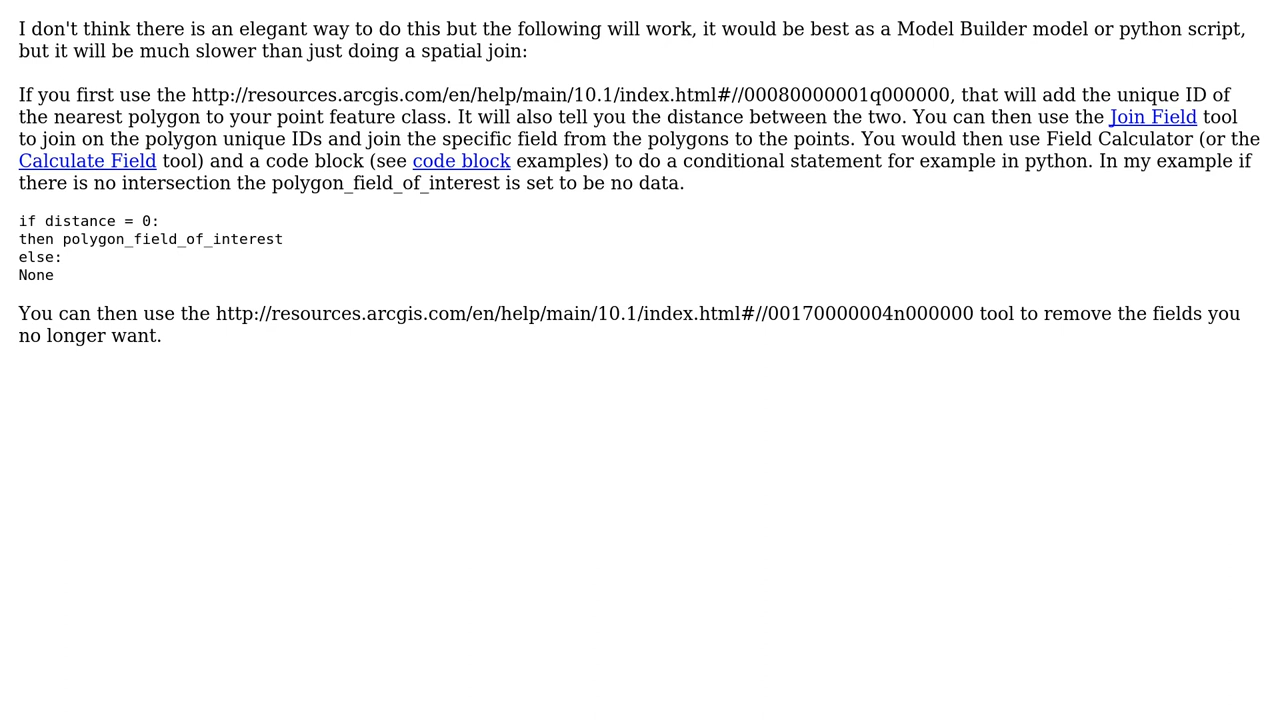 I don't think there is an elegant way to do this but the following will work, it would be best as a Model Builder model or python script,
but it will be much slower than just doing a spatial join:
If you first use the http://resources.arcgis.com/en/help/main/10.1/index.html#//00080000001q000000, that will add the unique ID of
the nearest polygon to your point feature class. It will also tell you the distance between the two. You can then use the Join Field tool
to join on the polygon unique IDs and join the specific field from the polygons to the points. You would then use Field Calculator (or the
Calculate Field tool) and a code block (see code block examples) to do a conditional statement for example in python. In my example if
there is no intersection the polygon_field_of_interest is set to be no data.
if distance = 0:
then polygon_field_of_interest
else:
None
You can then use the http://resources.arcgis.com/en/help/main/10.1/index.html#//00170000004n000000 tool to remove the fields you
no longer want.